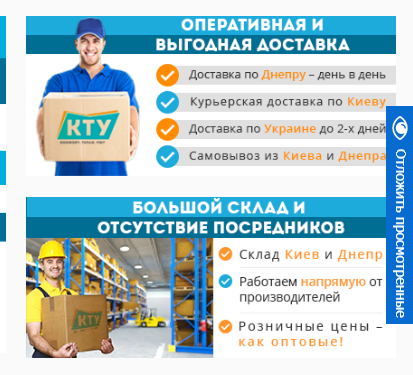 ОПЕРАТИВНАЯ И
ВЫГОДНАЯ ДОСТАВКА
Доставка по Днепру – день в день
Курьерская доставка по Киеву
Доставка по Украине до 2-х дней
Самовывоз из Киева и Днепра
КТУ
БОЛЬШОЙ СКЛАД И
ОТСУТСТВИЕ ПОСРЕДНИКОВ
Склад Киев и Днепр
Работаем напрямую от
производителей
Розничные цены –
как оптовые!
КТУ
Отложить просмотренные